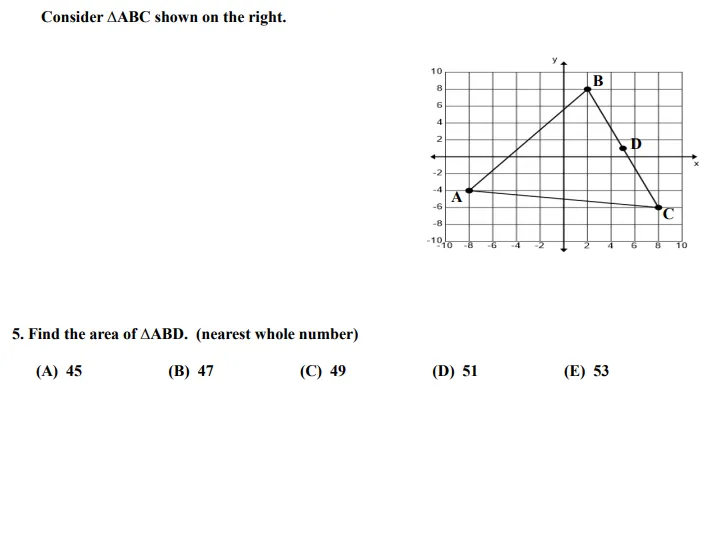 Consider ∆ABC shown on the right.
y
10
B
8
6
4
2
D
x
-2
-4
A
-6
C
-8
-10
-10 -8 -6 -4 -2 2 4 6 8 10
5. Find the area of ∆ABD. (nearest whole number)
(A) 45 (B) 47 (C) 49 (D) 51 (E) 53